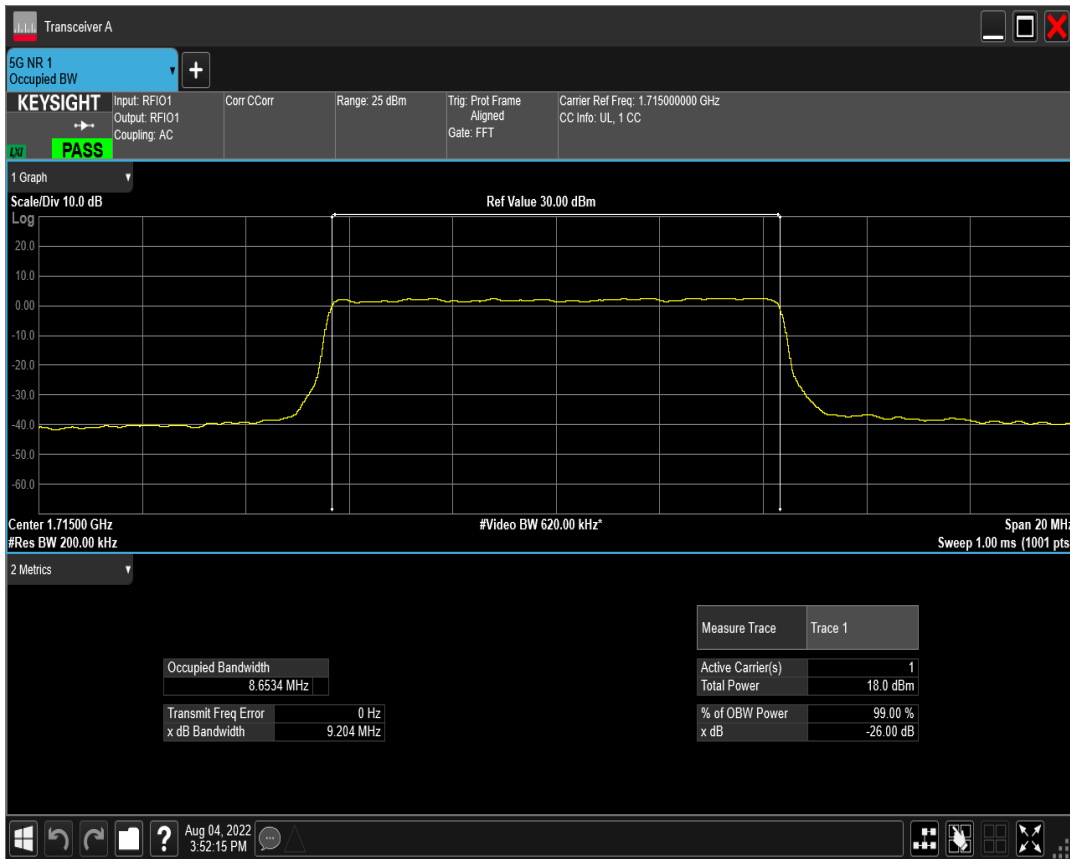 Transceiver A
5G NR 1
Occupied BW
KEYSIGHT
LXI
PASS
Input: RFIO1
Output: RFIO1
Coupling: AC
Corr CCorr
Range: 25 dBm
Trig: Prot Frame
Aligned
Gate: FFT
Carrier Ref Freq: 1.715000000 GHz
CC Info: UL, 1 CC
1 Graph
Scale/Div 10.0 dB
Ref Value 30.00 dBm
Log
20.0
10.0
0.00
-10.0
-20.0
-30.0
-40.0
-50.0
-60.0
Center 1.71500 GHz
#Video BW 620.00 kHz*
Span 20 MHz
#Res BW 200.00 kHz
Sweep 1.00 ms (1001 pts
2 Metrics
Measure Trace Trace 1
Occupied Bandwidth
8.6534 MHz
Active Carrier(s) 1
Total Power 18.0 dBm
Transmit Freq Error 0 Hz
x dB Bandwidth 9.204 MHz
% of OBW Power 99.00 %
x dB -26.00 dB
?
Aug 04, 2022
3:52:15 PM